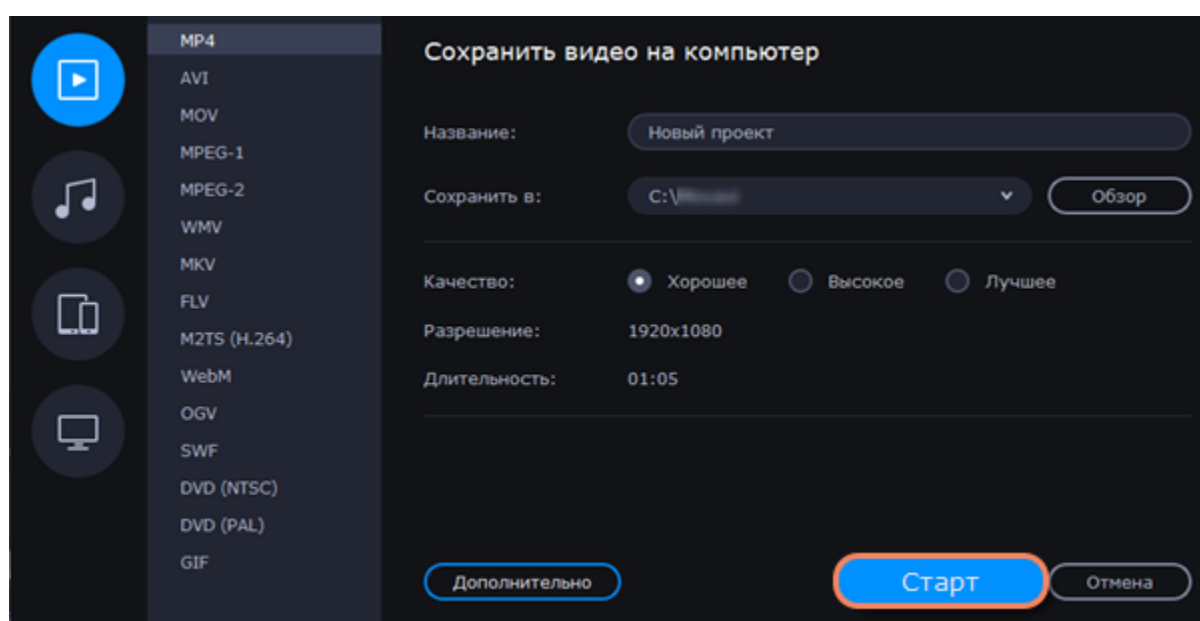 MP4
AVI
MOV
MPEG-1
MPEG-2
WMV
MKV
FLV
M2TS (H.264)
WebM
OGV
SWF
DVD (NTSC)
DVD (PAL)
GIF
Сохранить видео на компьютер
Название: Новый проект
Сохранить в: C:\ Обзор
Качество: Хорошее Высокое Лучшее
Разрешение: 1920x1080
Длительность: 01:05
Дополнительно Старт Отмена